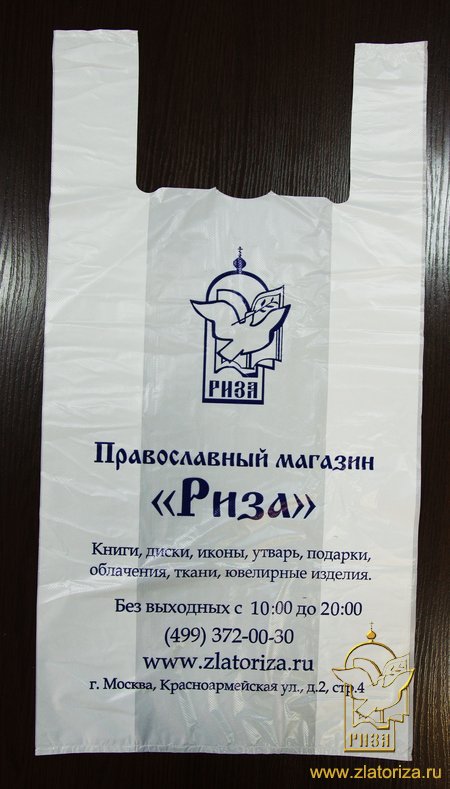 РИЗА
Православный магазин
«Риза»
Книги, диски, иконы, утварь, подарки,
облачения, ткани, ювелирные изделия.
Без выходных с 10:00 до 20:00
(499) 372-00-30
www.zlatoriza.ru
г. Москва, Красноармейская ул., д.2, стр.4
РИЗА
www.zlatoriza.ru